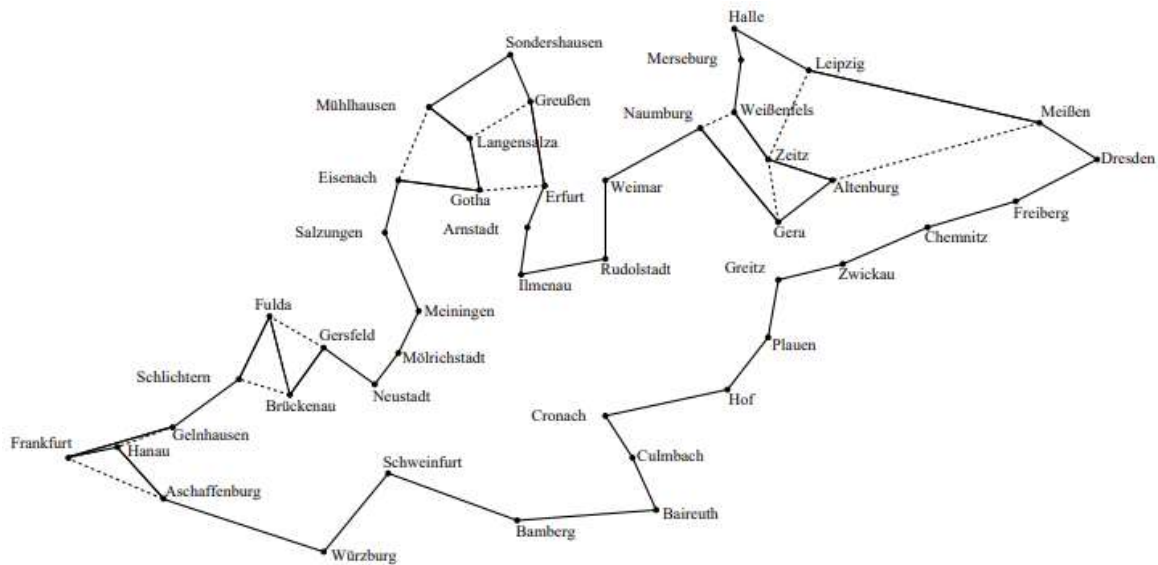 Halle
Sondershausen
Merseburg
Leipzig
Mühlhausen
Greußen
Naumburg
Weißenfels
Meißen
Langensalza
Zeitz
Dresden
Eisenach
Gotha
Erfurt
Weimar
Altenburg
Freiberg
Salzungen
Arnstadt
Gera
Chemnitz
Ilmenau
Rudolstadt
Greitz
Zwickau
Fulda
Meiningen
Gersfeld
Plauen
Mölrichstadt
Schlichtern
Brückenau
Neustadt
Hof
Cronach
Frankfurt
Gelnhausen
Hanau
Culmbach
Schweinfurt
Aschaffenburg
Baireuth
Bamberg
Würzburg